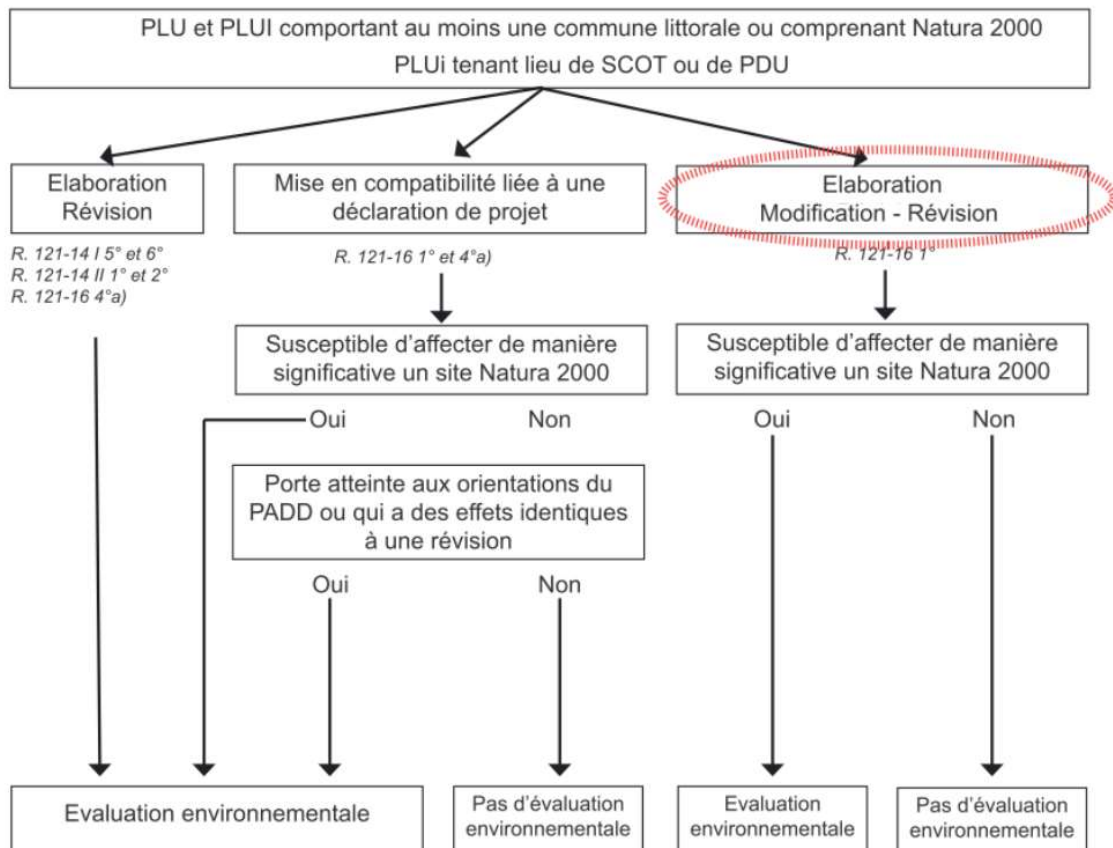 PLU et PLUI comportant au moins une commune littorale ou comprenant Natura 2000
PLUi tenant lieu de SCOT ou de PDU
Elaboration
Révision
R. 121-14 I 5° et 6°
R. 121-14 II 1° et 2°
R. 121-16 4°a)
Mise en compatibilité liée à une
déclaration de projet
R. 121-16 1° et 4°a)
Elaboration
Modification - Révision
R. 121-16 1°
Susceptible d'affecter de manière
significative un site Natura 2000
Oui
Non
Susceptible d'affecter de manière
significative un site Natura 2000
Oui
Non
Porte atteinte aux orientations du
PADD ou qui a des effets identiques
à une révision
Oui
Non
Evaluation environnementale
Pas d'évaluation
environnementale
Evaluation
environnementale
Pas d'évaluation
environnementale